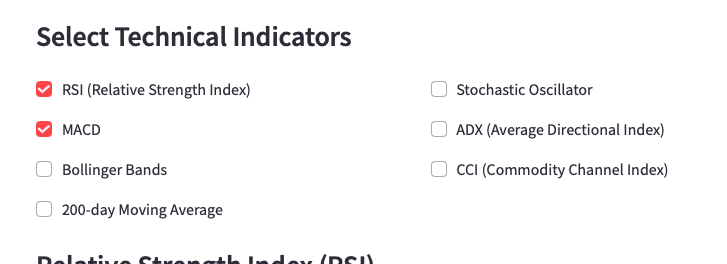 Select Technical Indicators
RSI (Relative Strength Index)
Stochastic Oscillator
MACD
ADX (Average Directional Index)
Bollinger Bands
CCI (Commodity Channel Index)
200-day Moving Average
Relative Strength Index (RSI)